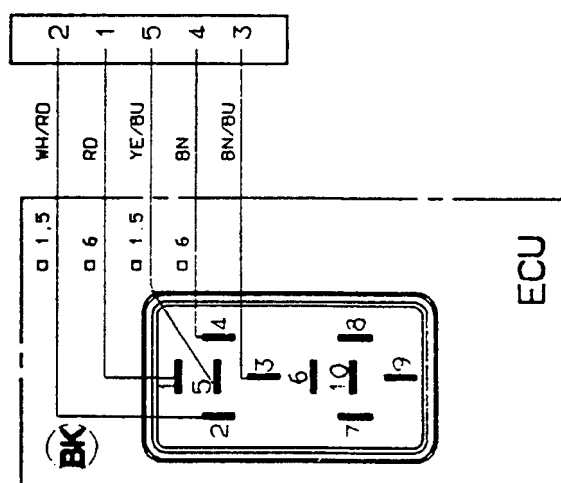 2 1 5 4 3
WH/RD RD YE/BU BN BN/BU
▫ 1,5 ▫ 6 ▫ 1.5 ▫ 6
ECU
4 8
5 3 6 10 9
2 7
BK